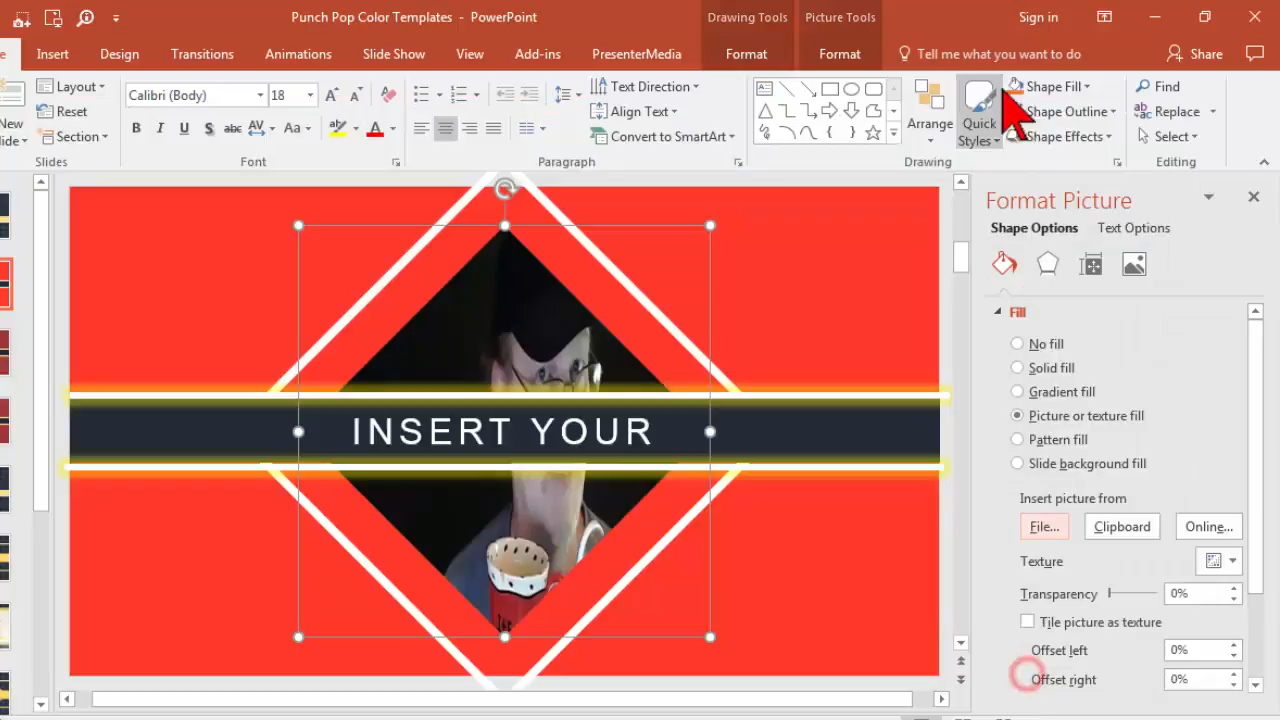 Punch Pop Color Templates - PowerPoint
Drawing Tools
Picture Tools
Sign in
Insert
Design
Transitions
Animations
Slide Show
View
Add-ins
PresenterMedia
Format
Format
Tell me what you want to do
Share
New
Layout
Reset
Section
Slides
Calibri (Body)
18
B I U S abc AV Aa A
Font
Text Direction
Align Text
Convert to SmartArt
Paragraph
Arrange
Quick
Styles
Shape Fill
Shape Outline
Shape Effects
Drawing
Find
Replace
Select
Editing
INSERT YOUR
Format Picture
Shape Options
Text Options
Fill
No fill
Solid fill
Gradient fill
Picture or texture fill
Pattern fill
Slide background fill
Insert picture from
File...
Clipboard
Online...
Texture
Transparency
0%
Tile picture as texture
Offset left
0%
Offset right
0%